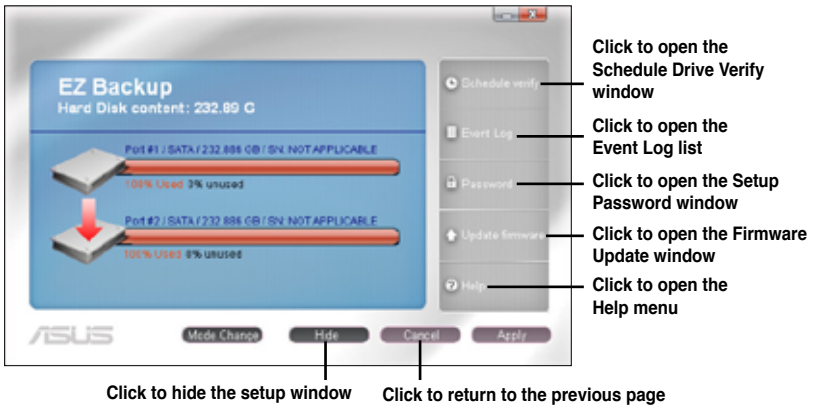 EZ Backup
Hard Disk content: 232.89 G
Port #1 / SATA / 232.886 GB / SN: NOT APPLICABLE
100% Used 0% unused
Port #2 / SATA / 232.886 GB / SN: NOT APPLICABLE
100% Used 0% unused
Schedule verify
Event Log
Password
Update firmware
Help
ASUS
Mode Change
Hide
Cancel
Apply
Click to open the
Schedule Drive Verify
window
Click to open the
Event Log list
Click to open the Setup
Password window
Click to open the Firmware
Update window
Click to open the
Help menu
Click to hide the setup window
Click to return to the previous page